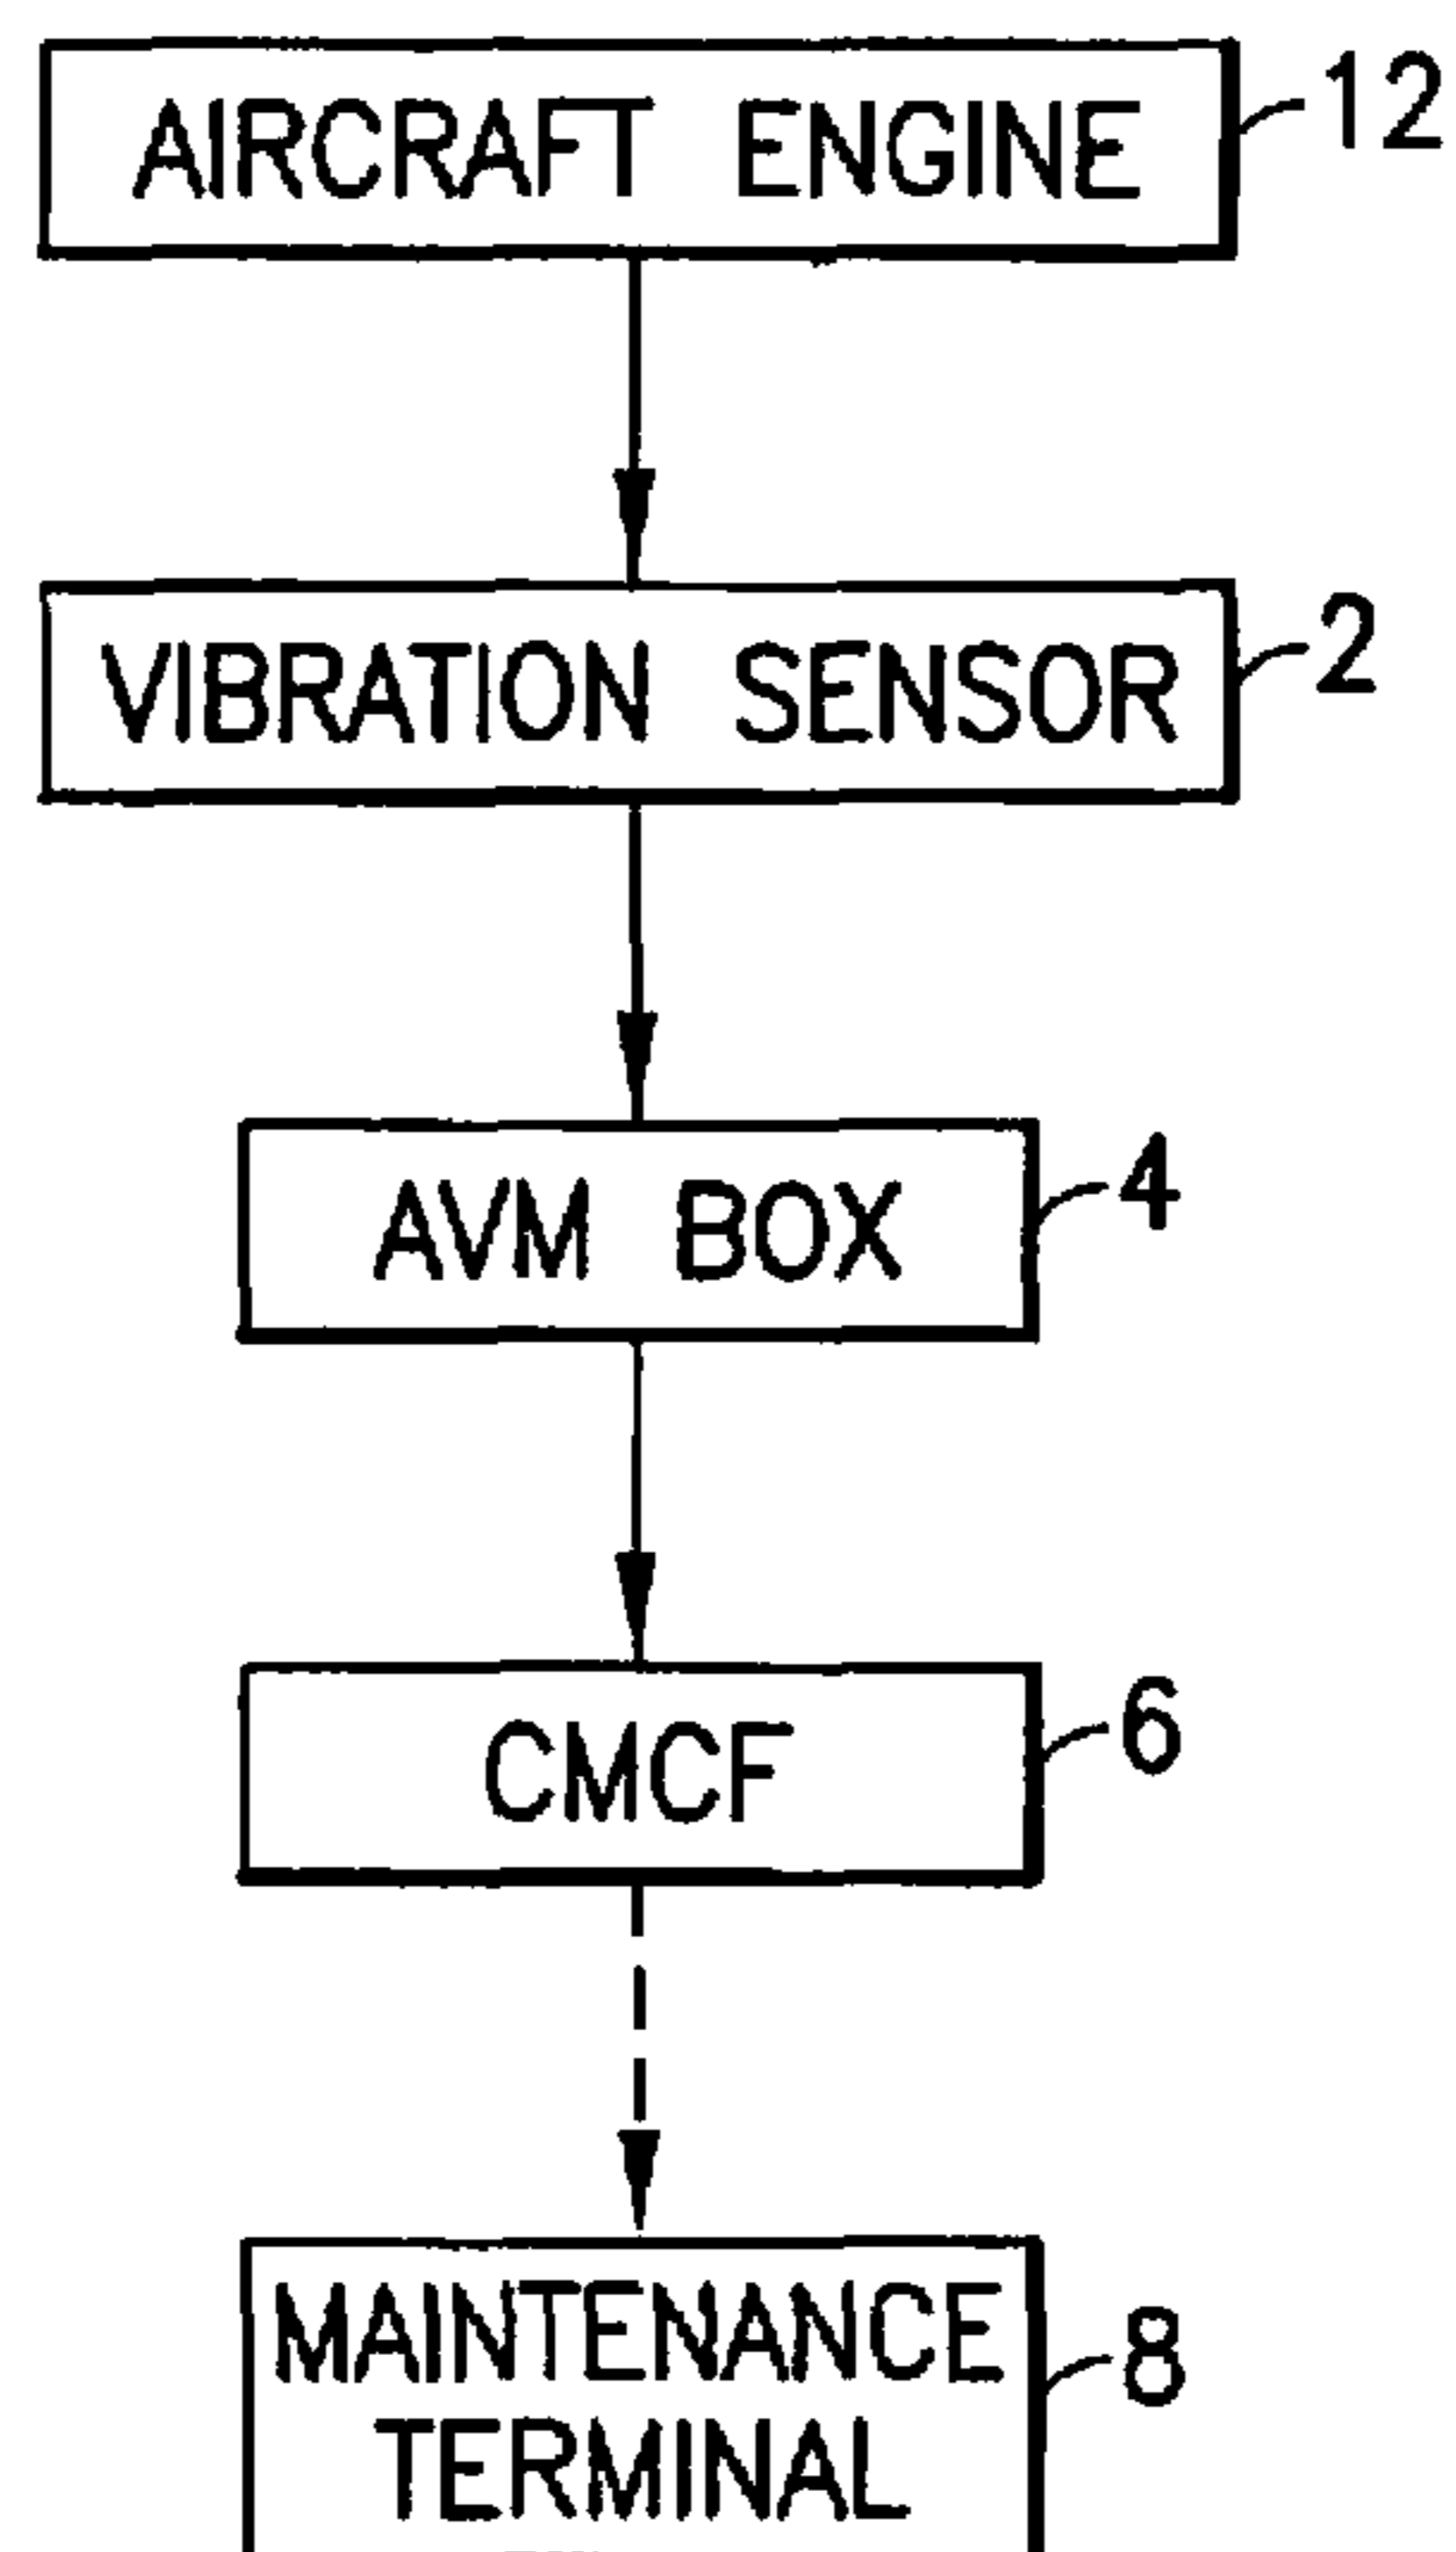 AIRCRAFT ENGINE
12
VIBRATION SENSOR
2
AVM BOX
4
CMCF
6
MAINTENANCE
8
TERMINAL